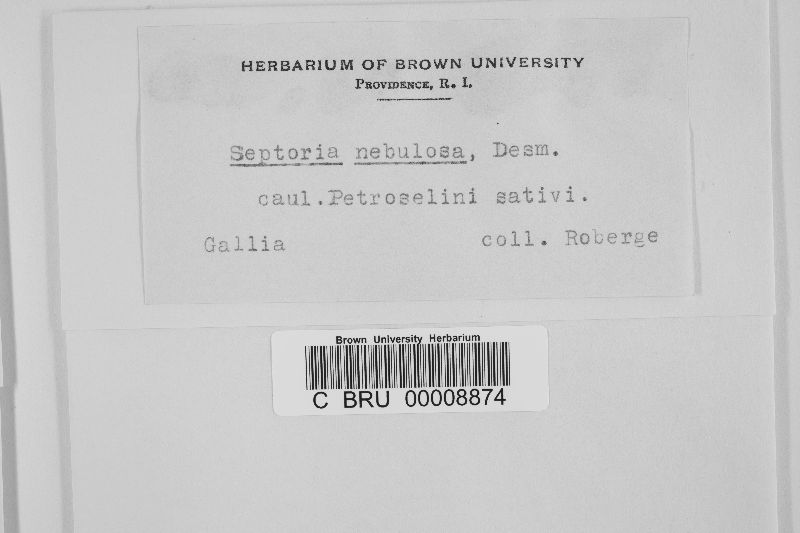 HERBARIUM OF BROWN UNIVERSITY
PROVIDENCE, R. I.
Septoria nebulosa, Desm.
caul.Petroselini sativi.
Gallia coll. Roberge
Brown University Herbarium
C BRU 00008874